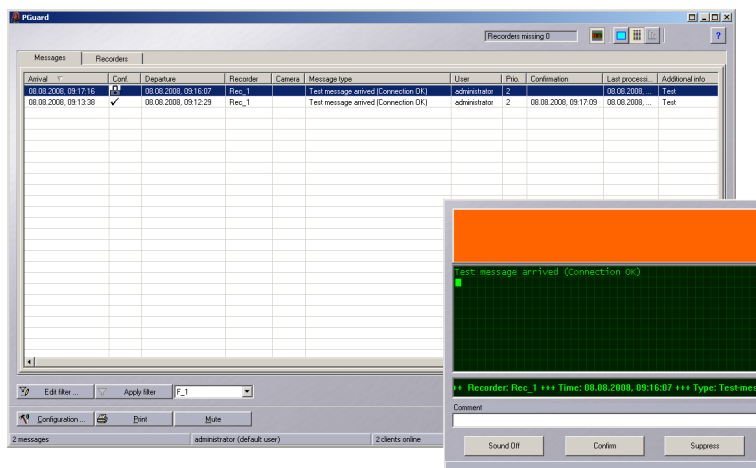 PGuard
Recorders missing 0
?
Messages Recorders
Arrival Conf. Departure Recorder Camera Message type User Prio. Confirmation Last processi... Additional info
08.08.2008, 09:17:16 08.08.2008, 09:16:07 Rec_1 Test message arrived (Connection OK) administrator 2 08.08.2008, ... Test
08.08.2008, 09:13:38 08.08.2008, 09:12:29 Rec_1 Test message arrived (Connection OK) administrator 2 08.08.2008, 09:17:09 08.08.2008, ... Test
Test message arrived (Connection OK)
++ Recorder: Rec_1 +++ Time: 08.08.2008, 09:16:07 +++ Type: Test-mes
Comment
Sound Off Confirm Suppress
Edit filter ... Apply filter F_1
Configuration ... Print Mute
2 messages administrator (default user) 2 clients online